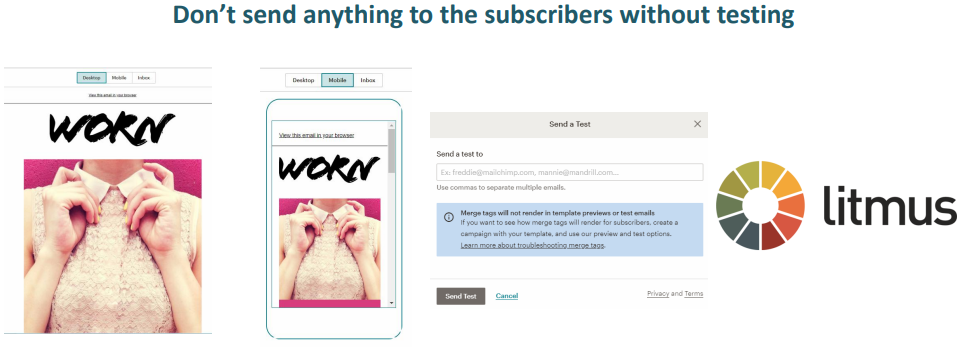 Don’t send anything to the subscribers without testing
Desktop Mobile Inbox
View this email in your browser
WORN
Desktop Mobile Inbox
View this email in your browser
WORN
Send a Test
Send a test to
Ex: freddie@mailchimp.com, mannie@mandrill.com...
Use commas to separate multiple emails.
Merge tags will not render in template previews or test emails
If you want to see how merge tags will render for subscribers, create a
campaign with your template, and use our preview and test options.
Learn more about troubleshooting merge tags.
Send Test Cancel Privacy and Terms
litmus